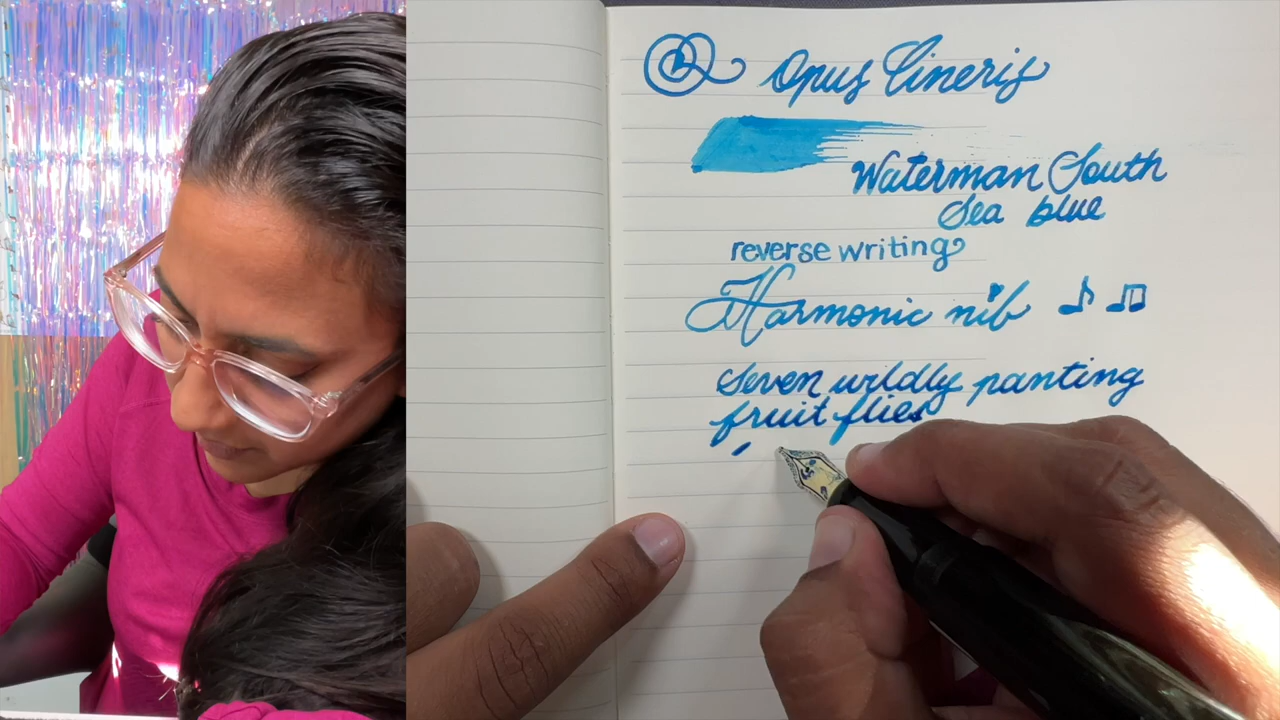 Opus Cineris
Waterman South
Sea blue
reverse writing
Harmonic nib
Seven wildly panting
fruit flies